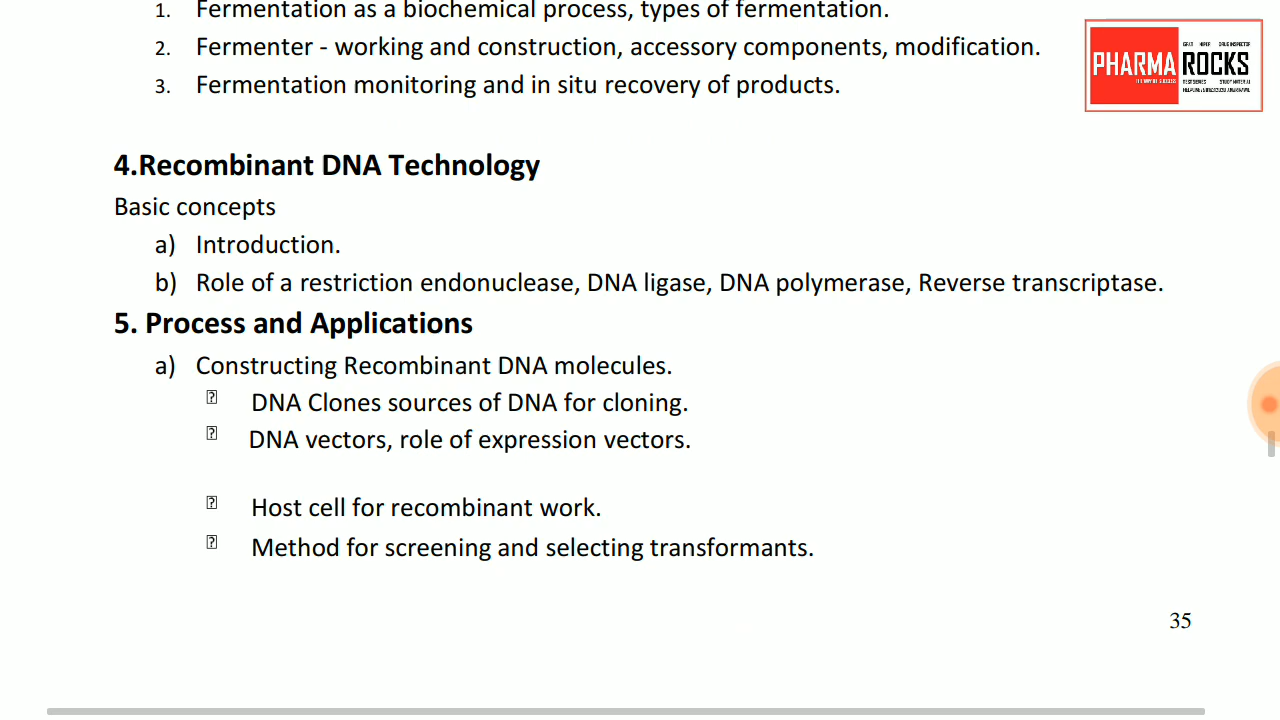 1. Fermentation as a biochemical process, types of fermentation.
2. Fermenter - working and construction, accessory components, modification.
3. Fermentation monitoring and in situ recovery of products.
PHARMA ROCKS
4.Recombinant DNA Technology
Basic concepts
a) Introduction.
b) Role of a restriction endonuclease, DNA ligase, DNA polymerase, Reverse transcriptase.
5. Process and Applications
a) Constructing Recombinant DNA molecules.
DNA Clones sources of DNA for cloning.
DNA vectors, role of expression vectors.
Host cell for recombinant work.
Method for screening and selecting transformants.
35